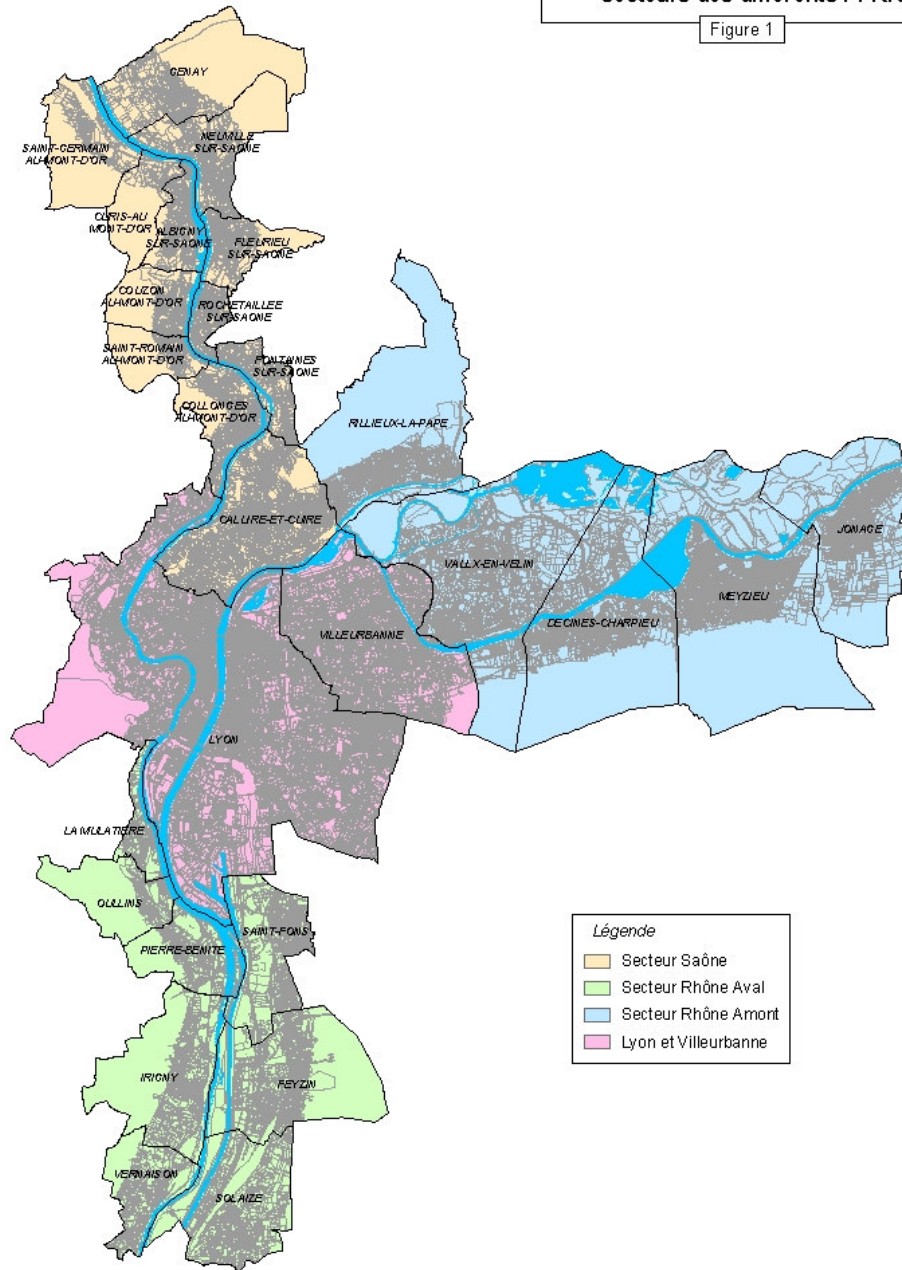 Figure 1
GENAY
NEUVILLE
SUR-SAONE
SAINT-GERMAIN
AU-MONT-D'OR
CURIS-AU
MONT-D'OR
ALBIGNY
SUR-SAONE
FLEURIEU
SUR-SAONE
COUZON
AU-MONT-D'OR
ROCHETAILLEE
SUR-SAONE
SAINT-ROMAIN
AU-MONT-D'OR
FONTAINES
SUR-SAONE
COLLONGES
AU-MONT-D'OR
RILLIEUX-LA-PAPE
CALUIRE-ET-CUIRE
JONAGE
VAULX-EN-VELIN
MEYZIEU
DECINES-CHARPIEU
VILLEURBANNE
LYON
LA MULATIERE
OULLINS
SAINT-FONS
PIERRE-BENITE
IRIGNY
FEYZIN
VERNAISON
SOLAIZE
Légende
Secteur Saône
Secteur Rhône Aval
Secteur Rhône Amont
Lyon et Villeurbanne